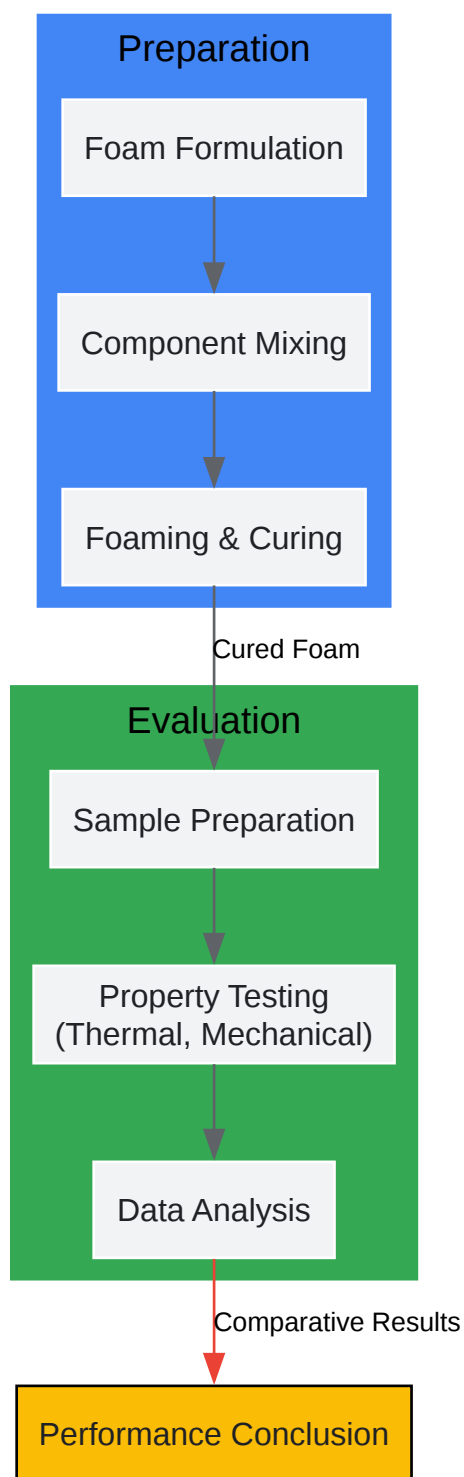 Preparation
Foam Formulation
Component Mixing
Foaming & Curing
Cured Foam
Evaluation
Sample Preparation
Property Testing
(Thermal, Mechanical)
Data Analysis
Comparative Results
Performance Conclusion